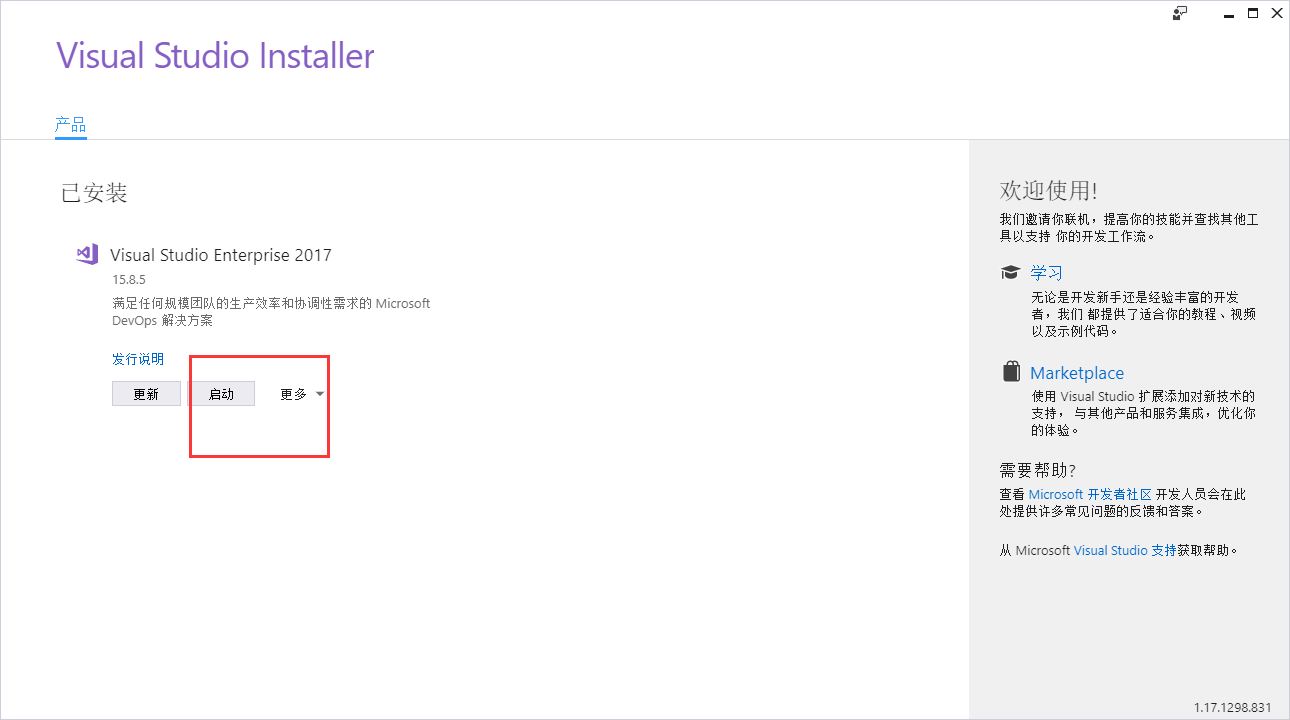 Visual Studio Installer
产品
已安装
Visual Studio Enterprise 2017
15.8.5
满足任何规模团队的生产效率和协调性需求的 Microsoft
DevOps 解决方案
发行说明
更新
启动
更多
欢迎使用!
我们邀请你联机，提高你的技能并查找其他工
具以支持 你的开发工作流。
学习
无论是开发新手还是经验丰富的开发
者，我们 都提供了适合你的教程、视频
以及示例代码。
Marketplace
使用 Visual Studio 扩展添加对新技术的
支持， 与其他产品和服务集成，优化你
的体验。
需要帮助?
查看 Microsoft 开发者社区 开发人员会在此
处提供许多常见问题的反馈和答案。
从 Microsoft Visual Studio 支持获取帮助。
1.17.1298.831